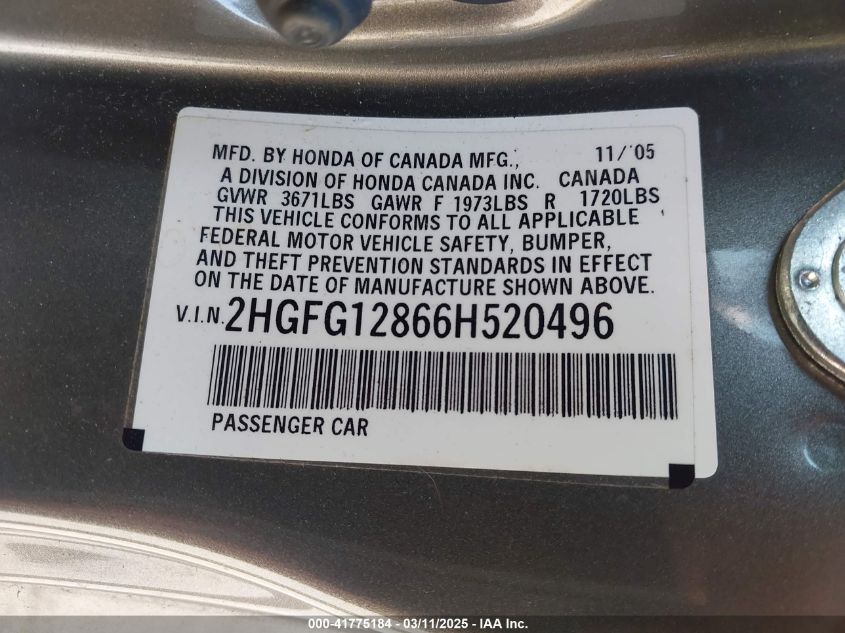 MFD. BY HONDA OF CANADA MFG., 11/'05
A DIVISION OF HONDA CANADA INC. CANADA
GVWR 3671LBS GAWR F 1973LBS R 1720LBS
THIS VEHICLE CONFORMS TO ALL APPLICABLE
FEDERAL MOTOR VEHICLE SAFETY, BUMPER,
AND THEFT PREVENTION STANDARDS IN EFFECT
ON THE DATE OF MANUFACTURE SHOWN ABOVE.
V.I.N. 2HGFG12866H520496
PASSENGER CAR
000-41775184 - 03/11/2025 - IAA Inc.